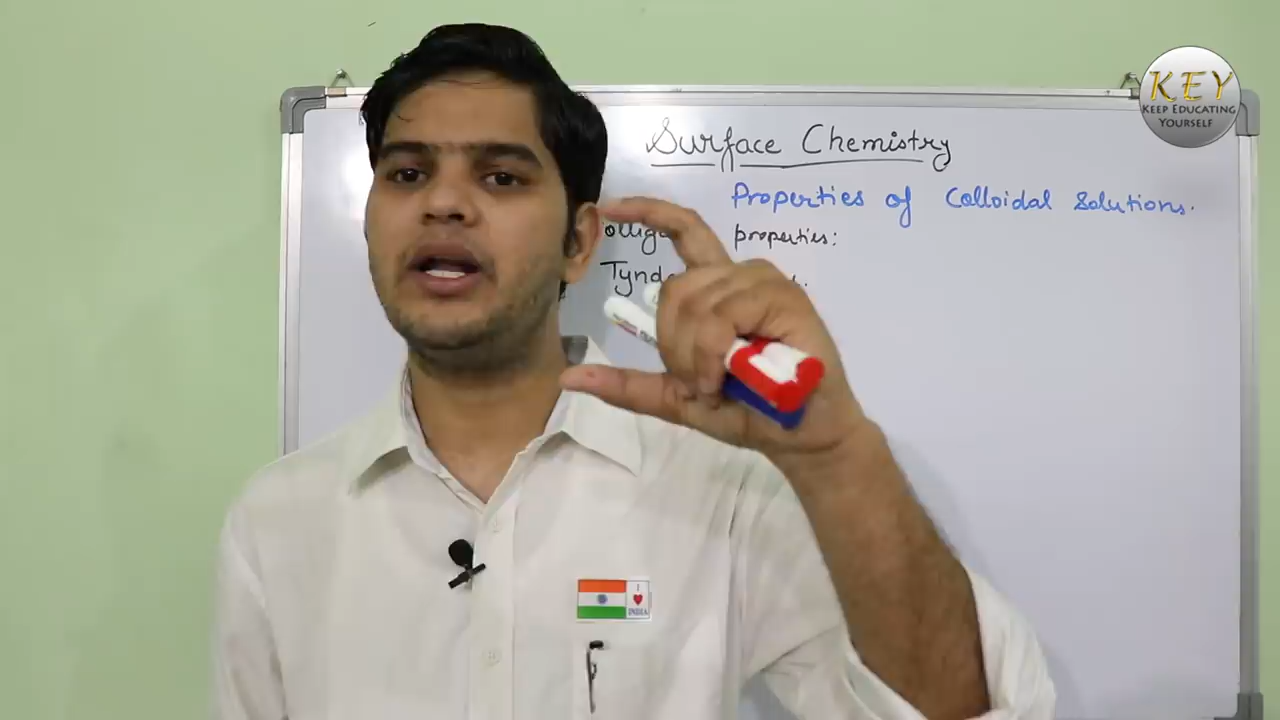 KEY
KEEP EDUCATING
YOURSELF
Surface Chemistry
Properties of Colloidal Solutions.
properties:
I
INDIA